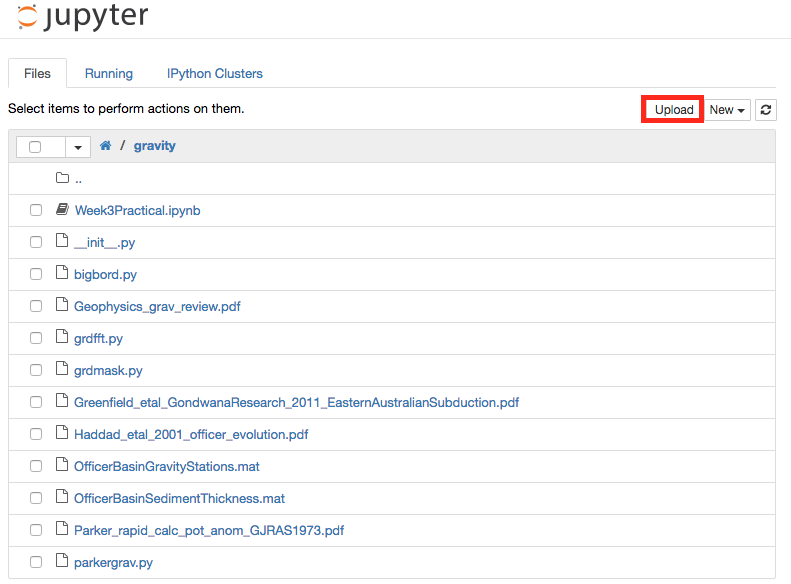 jupyter
Files Running IPython Clusters
Select items to perform actions on them. Upload New
/ gravity
..
Week3Practical.ipynb
__init__.py
bigbord.py
Geophysics_grav_review.pdf
grdfft.py
grdmask.py
Greenfield_etal_GondwanaResearch_2011_EasternAustralianSubduction.pdf
Haddad_etal_2001_officer_evolution.pdf
OfficerBasinGravityStations.mat
OfficerBasinSedimentThickness.mat
Parker_rapid_calc_pot_anom_GJRAS1973.pdf
parkergrav.py